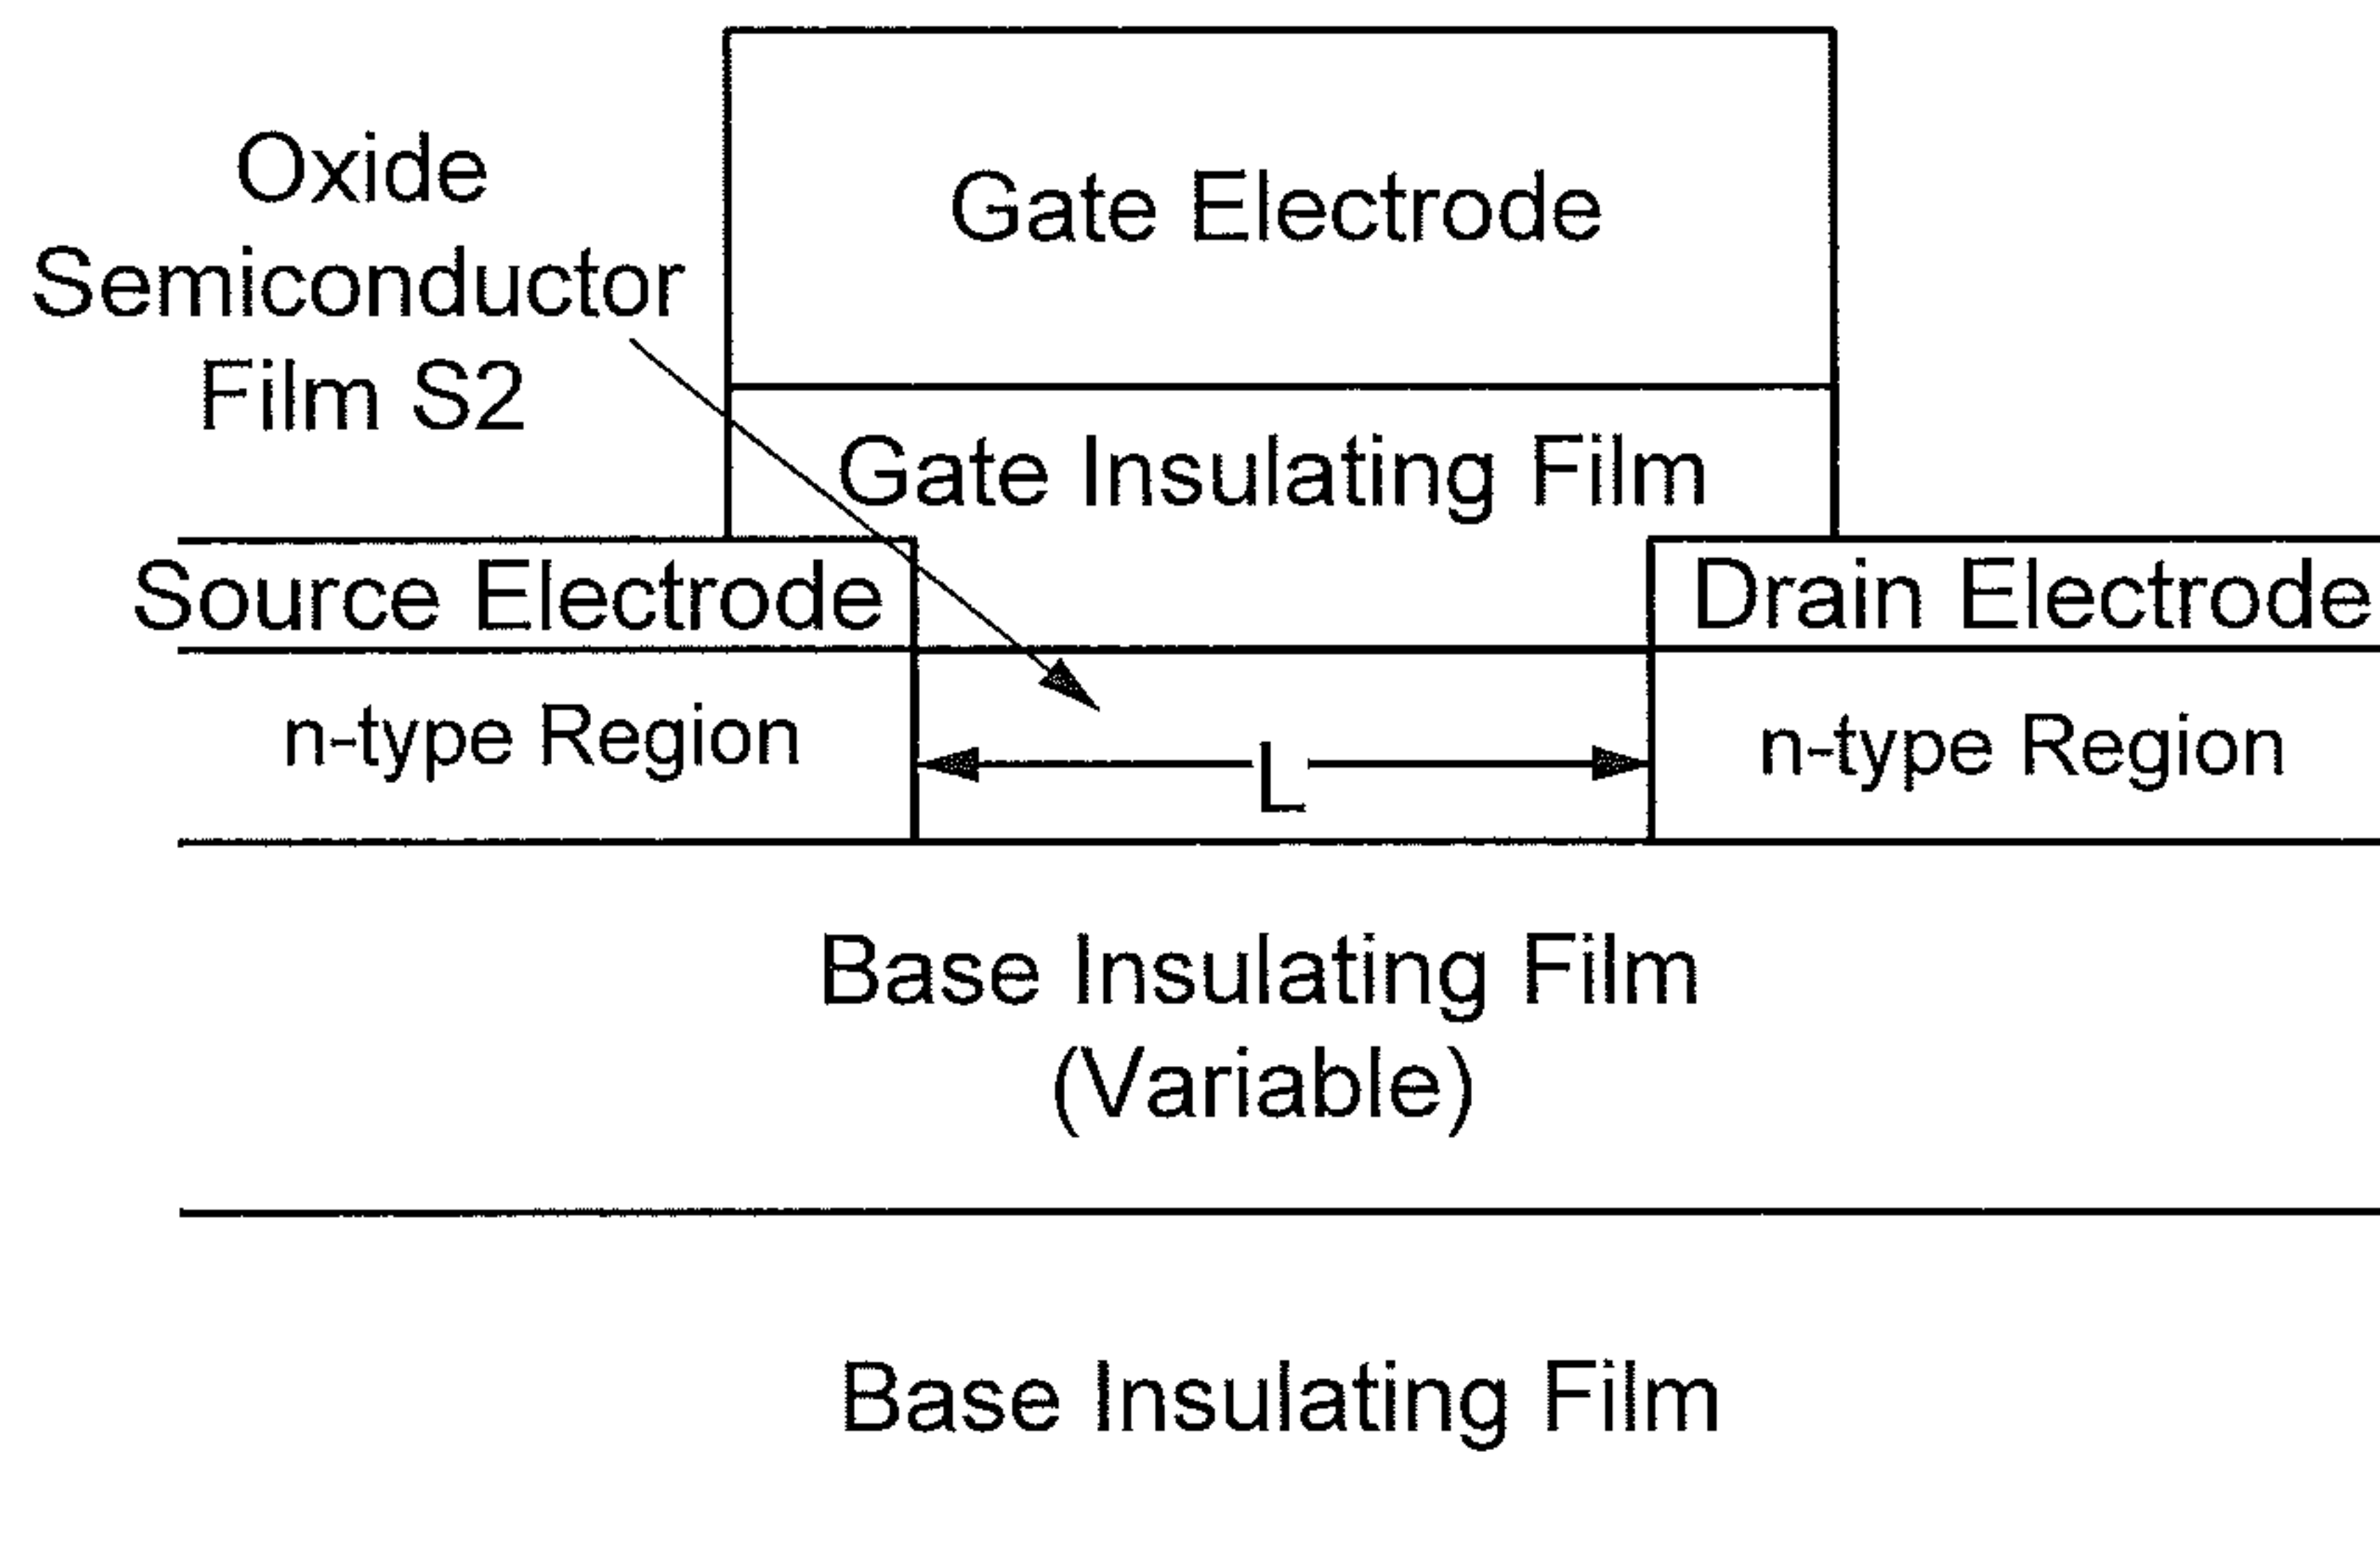 Oxide
Semiconductor
Film S2
Gate Electrode
Gate Insulating Film
Source Electrode
Drain Electrode
n-type Region
L
n-type Region
Base Insulating Film
(Variable)
Base Insulating Film